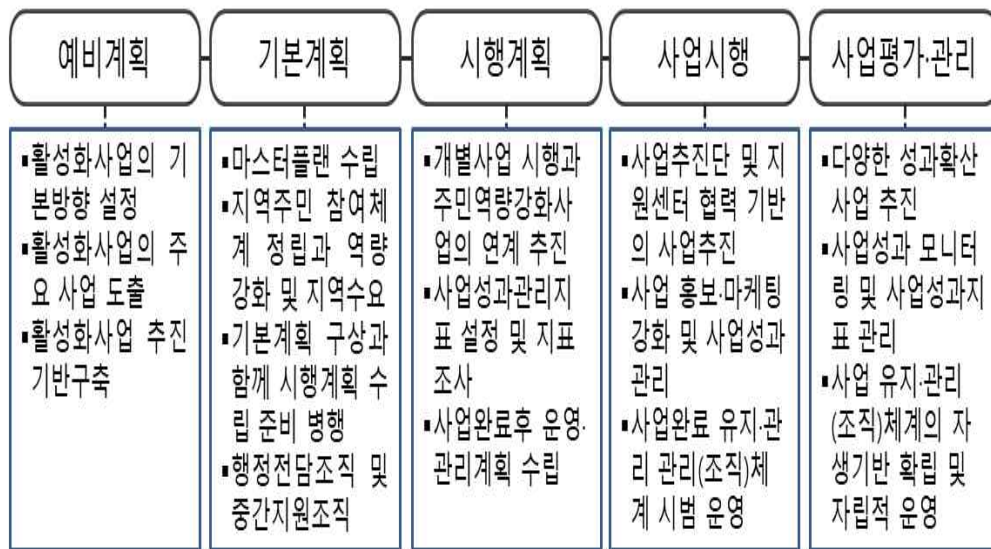 예비계획
기본계획
시행계획
사업시행
사업평가·관리
▪활성화사업의 기
본방향 설정
▪활성화사업의 주
요 사업 도출
▪활성화사업 추진
기반구축
▪마스터플랜 수립
▪지역주민 참여체
계 정립과 역량
강화 및 지역수요
▪기본계획 구상과
함께 시행계획 수
립 준비 병행
▪행정전담조직 및
중간지원조직
▪개별사업 시행과
주민역량강화사
업의 연계 추진
▪사업성과관리지
표 설정 및 지표
조사
▪사업완료후 운영·
관리계획 수립
▪사업추진단 및 지
원센터 협력 기반
의 사업추진
▪사업 홍보·마케팅
강화 및 사업성과
관리
▪사업완료 유지·관
리 관리(조직)체
계 시범 운영
▪다양한 성과확산
사업 추진
▪사업성과 모니터
링 및 사업성과지
표 관리
▪사업 유지·관리
(조직)체계의 자
생기반 확립 및
자립적 운영